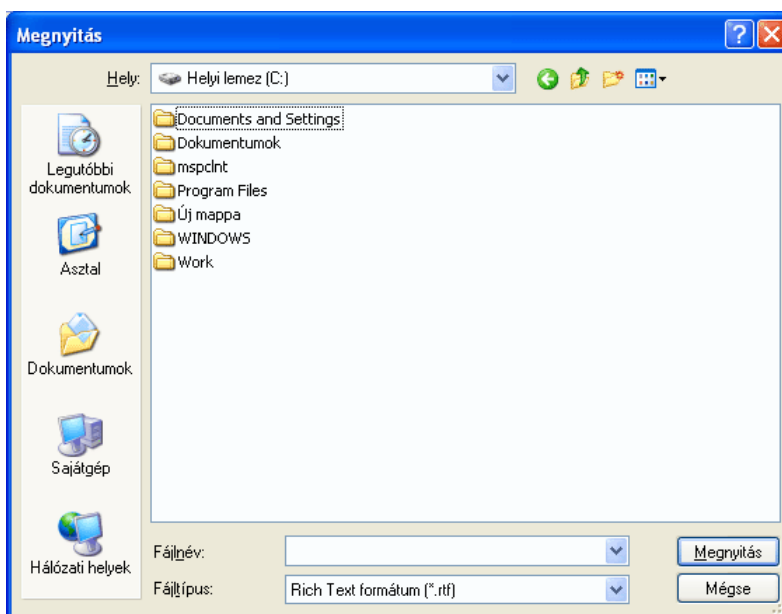 Megnyitás
Hely: Helyi lemez (C:)
Legutóbbi
dokumentumok
Asztal
Dokumentumok
Sajátgép
Hálózati helyek
Documents and Settings
Dokumentumok
mspclnt
Program Files
Új mappa
WINDOWS
Work
Fájlnév:
Megnyitás
Fájltípus: Rich Text formátum (*.rtf)
Mégse